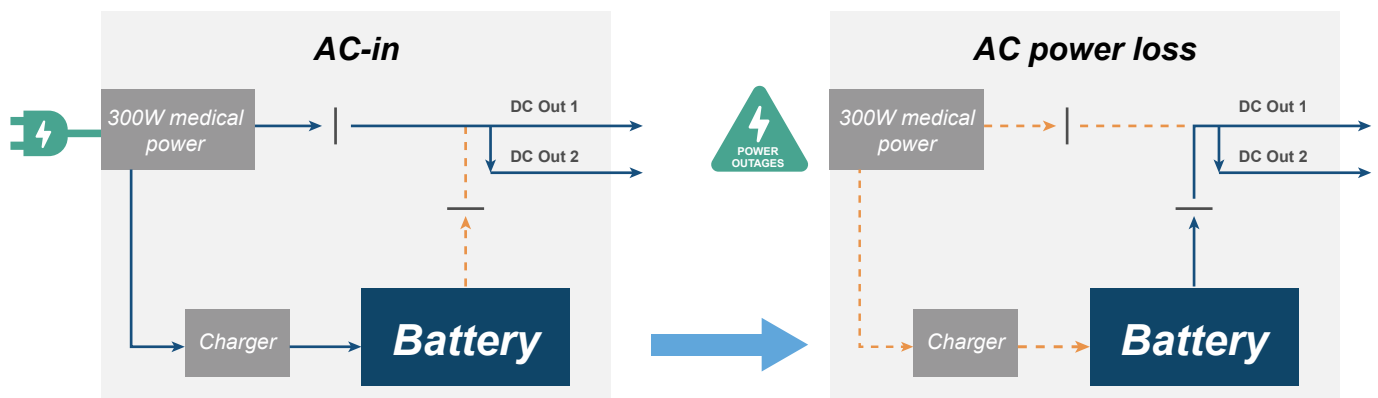 AC-in
300W medical
power
DC Out 1
DC Out 2
Charger
Battery
AC power loss
POWER
OUTAGES
300W medical
power
DC Out 1
DC Out 2
Charger
Battery